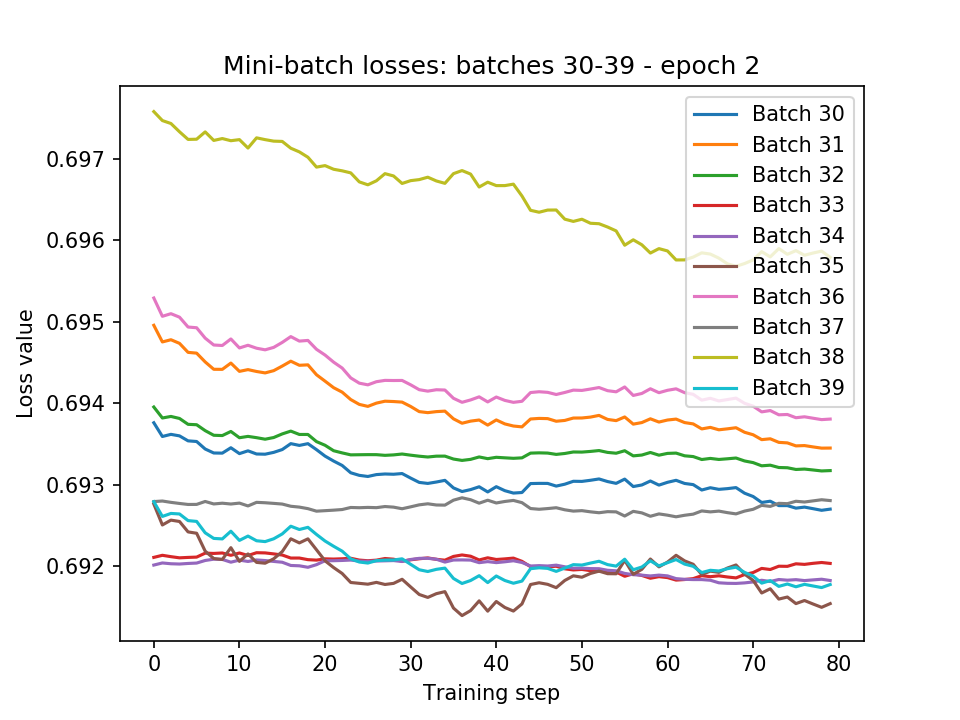 Mini-batch losses: batches 30-39 - epoch 2
Loss value
0.697
0.696
0.695
0.694
0.693
0.692
0 10 20 30 40 50 60 70 80
Training step
Batch 30
Batch 31
Batch 32
Batch 33
Batch 34
Batch 35
Batch 36
Batch 37
Batch 38
Batch 39